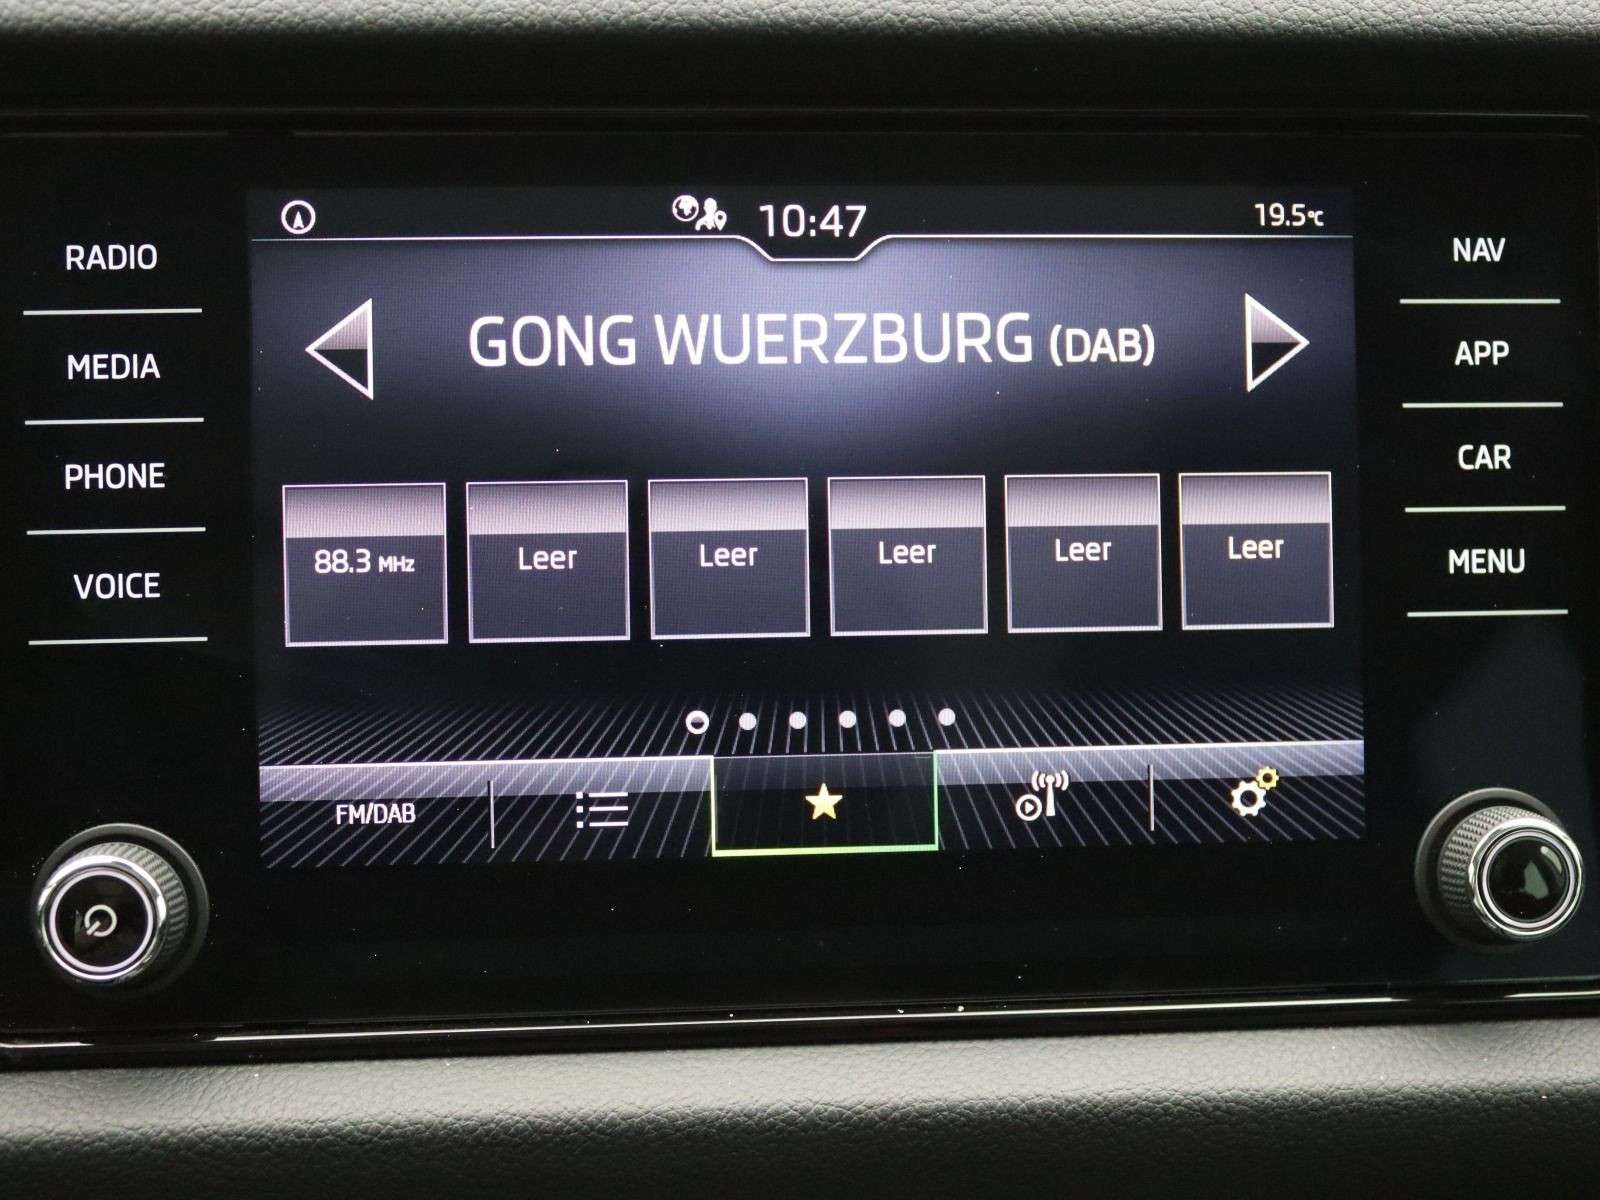 10:47
19.5°C
RADIO
MEDIA
PHONE
VOICE
GONG WUERZBURG (DAB)
88.3 MHz
Leer
Leer
Leer
Leer
Leer
FM/DAB
NAV
APP
CAR
MENU